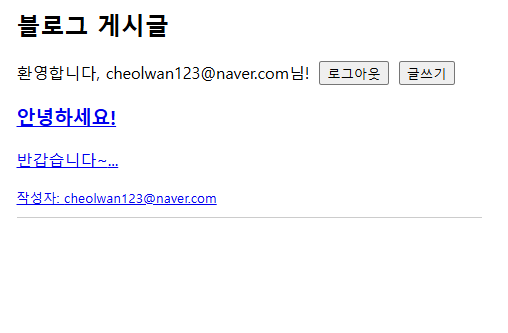 블로그 게시글
환영합니다, cheolwan123@naver.com님! 로그아웃 글쓰기
안녕하세요!
반갑습니다~...
작성자: cheolwan123@naver.com